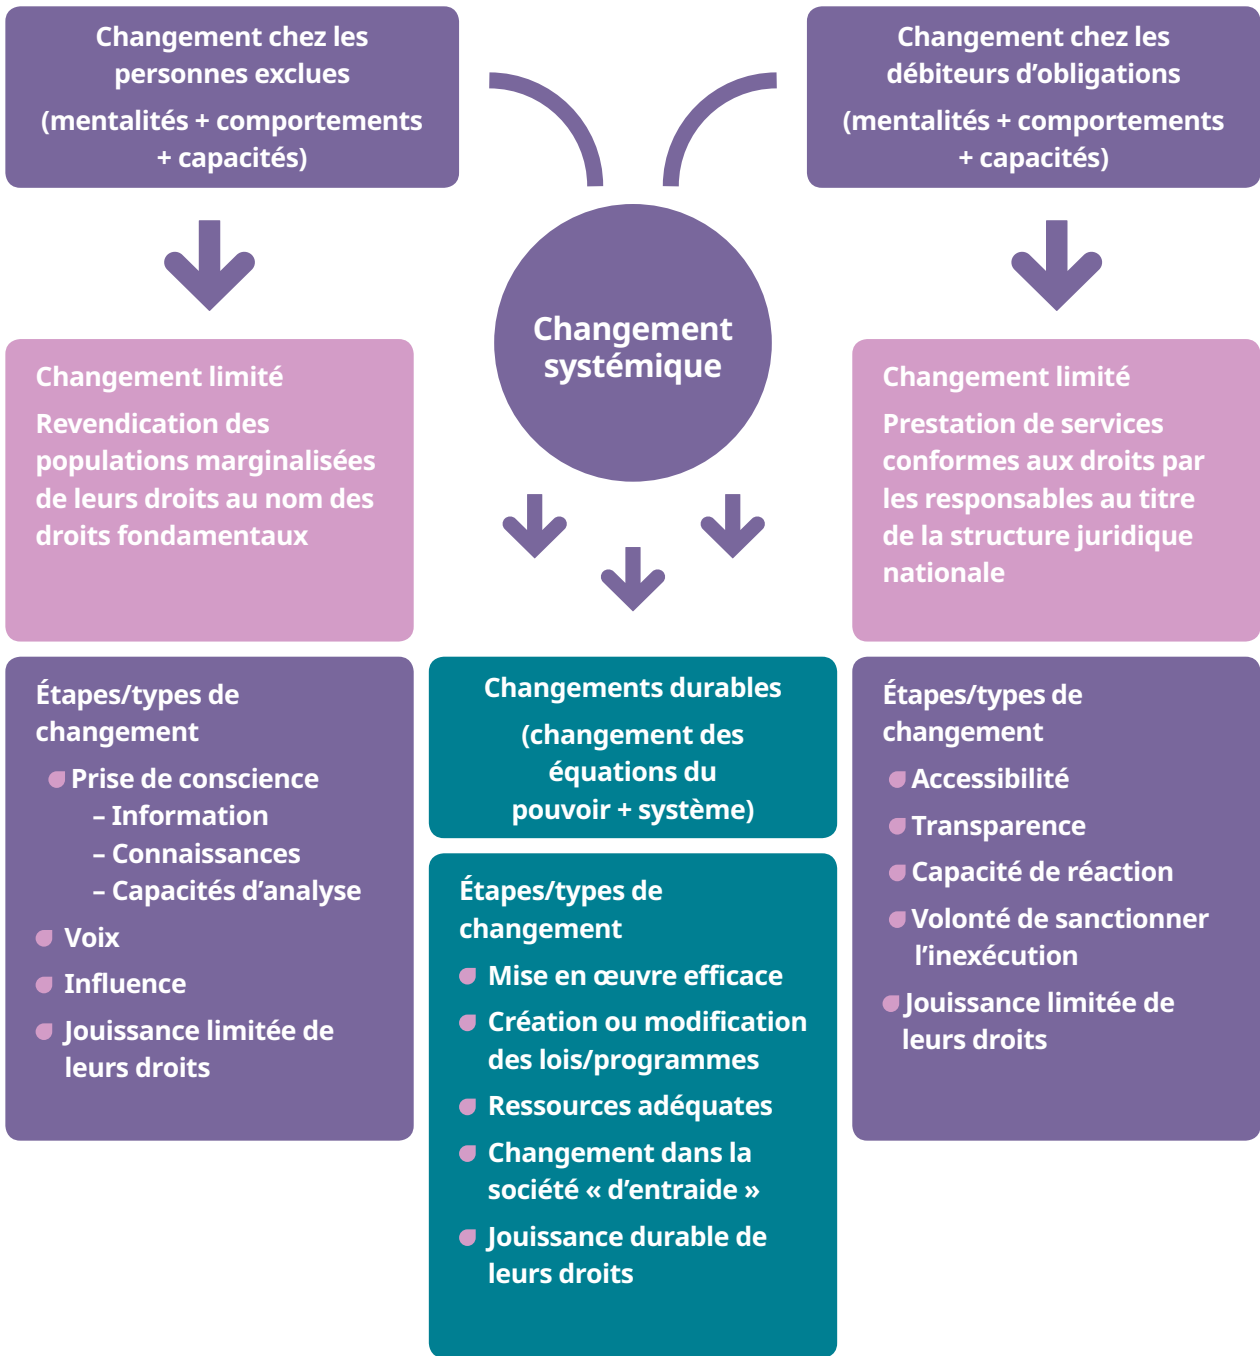 Changement chez les
personnes exclues
(mentalités + comportements
+ capacités)
Changement chez les
débiteurs d’obligations
(mentalités + comportements
+ capacités)
Changement
systémique
Changement limité
Revendication des
populations marginalisées
de leurs droits au nom des
droits fondamentaux
Changement limité
Prestation de services
conformes aux droits par
les responsables au titre
de la structure juridique
nationale
Étapes/types de
changement
Prise de conscience
– Information
– Connaissances
– Capacités d’analyse
Voix
Influence
Jouissance limitée de
leurs droits
Changements durables
(changement des
équations du
pouvoir + système)
Étapes/types de
changement
Mise en œuvre efficace
Création ou modification
des lois/programmes
Ressources adéquates
Changement dans la
société « d’entraide »
Jouissance durable de
leurs droits
Étapes/types de
changement
Accessibilité
Transparence
Capacité de réaction
Volonté de sanctionner
l’inexécution
Jouissance limitée de
leurs droits